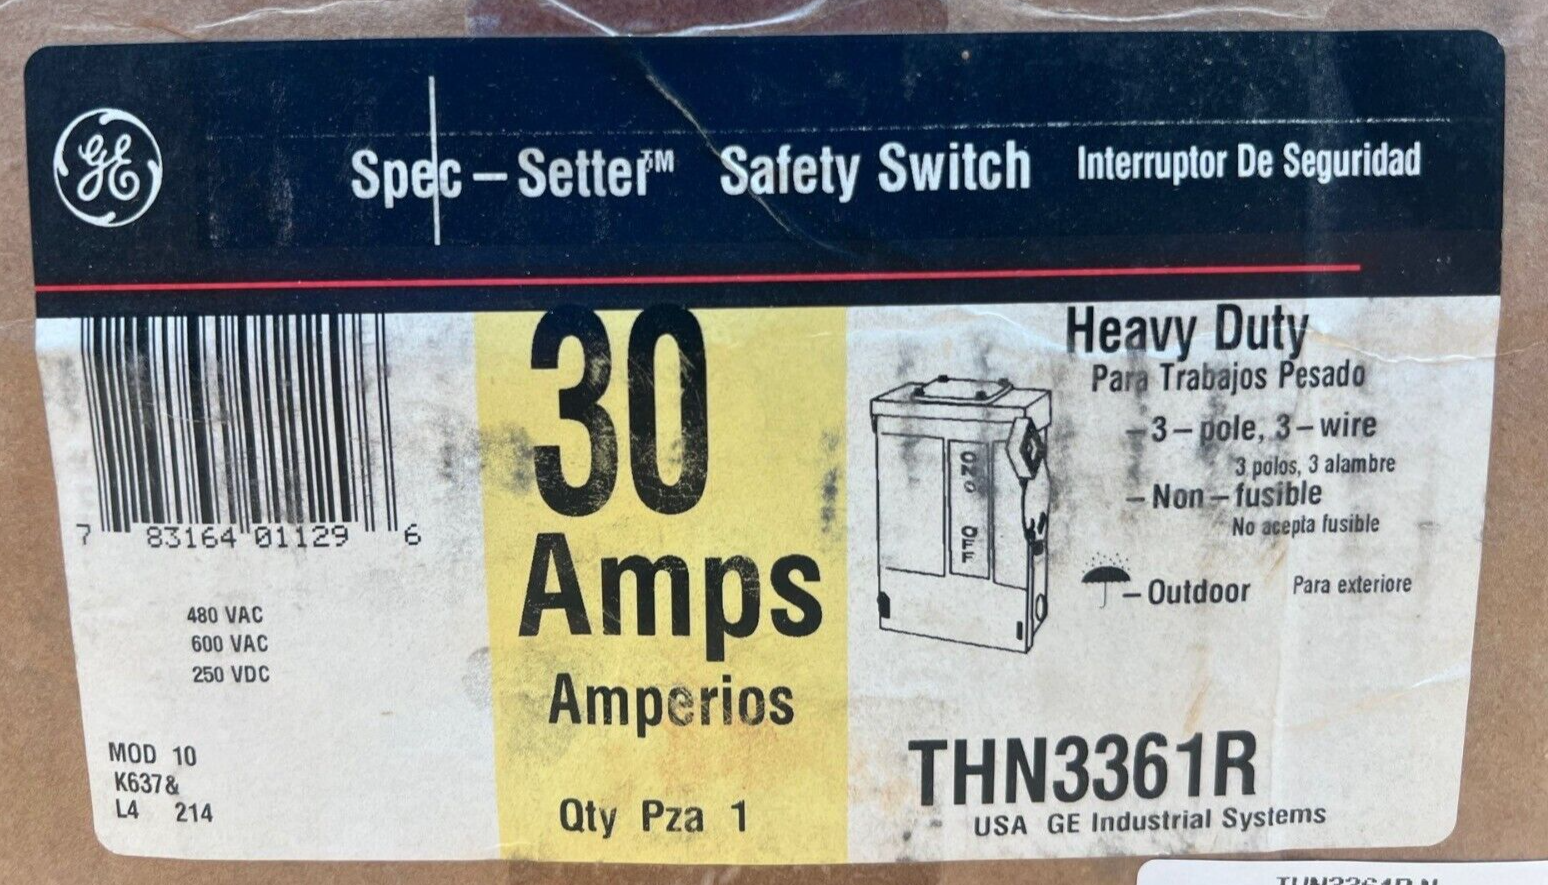 GE
Spec – Setter™ Safety Switch Interruptor De Seguridad
7 83164 01129 6
480 VAC
600 VAC
250 VDC
MOD 10
K637&
L4 214
30
Amps
Amperios
Qty Pza 1
ON
OFF
Heavy Duty
Para Trabajos Pesado
– 3 – pole, 3 – wire
3 polos, 3 alambre
– Non – fusible
No acepta fusible
– Outdoor Para exteriore
THN3361R
USA GE Industrial Systems